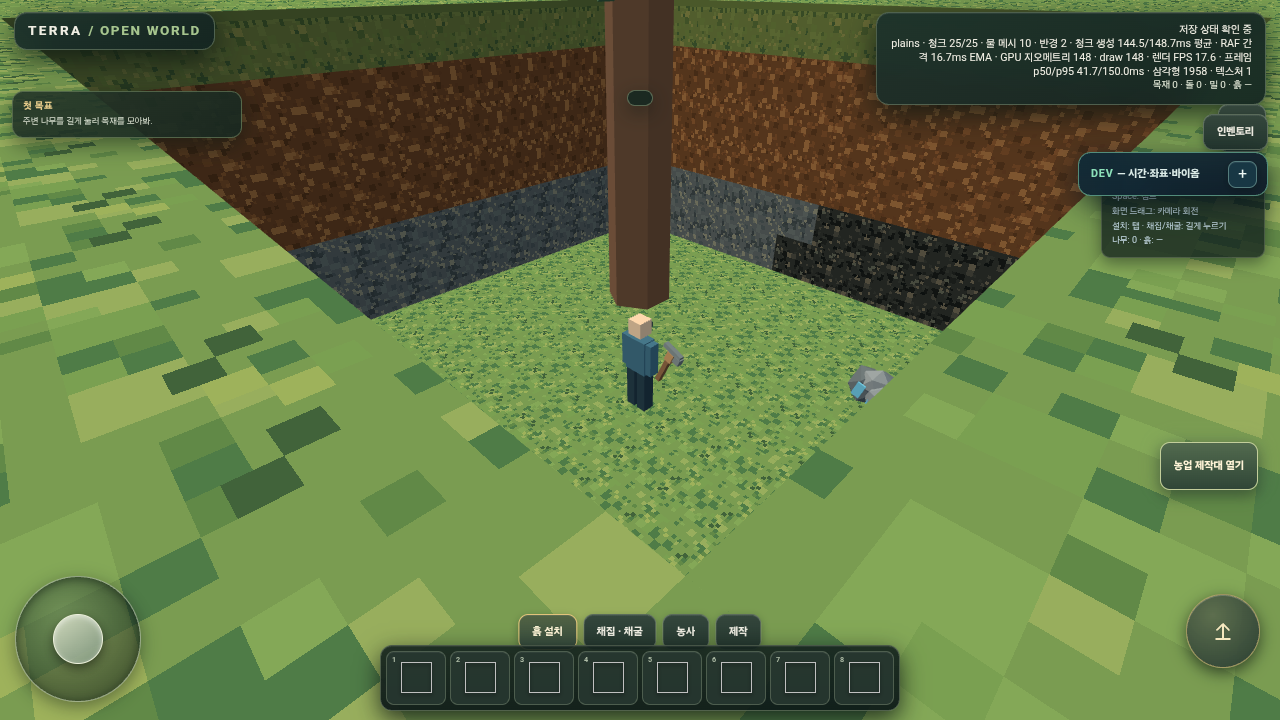 TERRA / OPEN WORLD
저장 상태 확인 중
plains · 청크 25/25 · 물 메시 10 · 반경 2 · 청크 생성 144.5/148.7ms 평균 · RAF 간
격 16.7ms EMA · GPU 지오메트리 148 · draw 148 · 렌더 FPS 17.6 · 프레임
p50/p95 41.7/150.0ms · 삼각형 1958 · 텍스처 1
목재 0 · 돌 0 · 밀 0 · 흙 —
첫 목표
주변 나무를 길게 눌러 목재를 모아봐.
인벤토리
DEV — 시간·좌표·바이옴
+
Space: 점프
화면 드래그: 카메라 회전
설치: 탭 · 채집/채굴: 길게 누르기
나무: 0 · 흙: —
농업 제작대 열기
흙 설치
채집 · 채굴
농사
제작
1
2
3
4
5
6
7
8